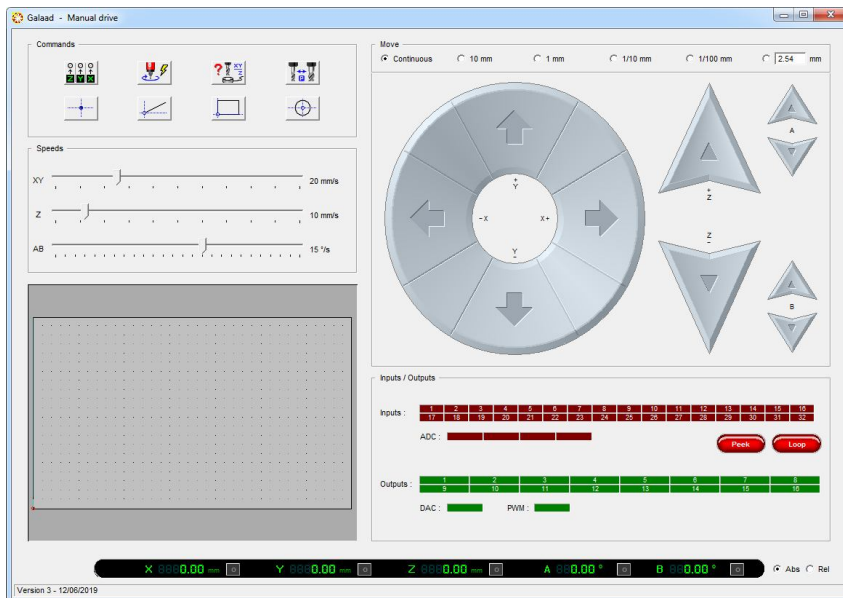 Galaad - Manual drive
Commands
Z Y X
? XY Z
P
Speeds
XY 20 mm/s
Z 10 mm/s
AB 15 °/s
Move
Continuous 10 mm 1 mm 1/10 mm 1/100 mm 2.54 mm
A
+
Y
-X X+
Y
-
+
Z
Z
-
B
Inputs / Outputs
Inputs : 1 2 3 4 5 6 7 8 9 10 11 12 13 14 15 16
17 18 19 20 21 22 23 24 25 26 27 28 29 30 31 32
ADC :
Peek Loop
Outputs : 1 2 3 4 5 6 7 8
9 10 11 12 13 14 15 16
DAC : PWM :
X 0.00 mm Y 0.00 mm Z 0.00 mm A 0.00 ° B 0.00 ° Abs Rel
Version 3 - 12/06/2019